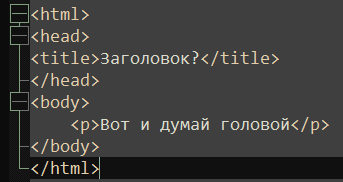 <html>
<head>
<title>Заголовок?</title>
</head>
<body>
    <p>Вот и думай головой</p>
</body>
</html>